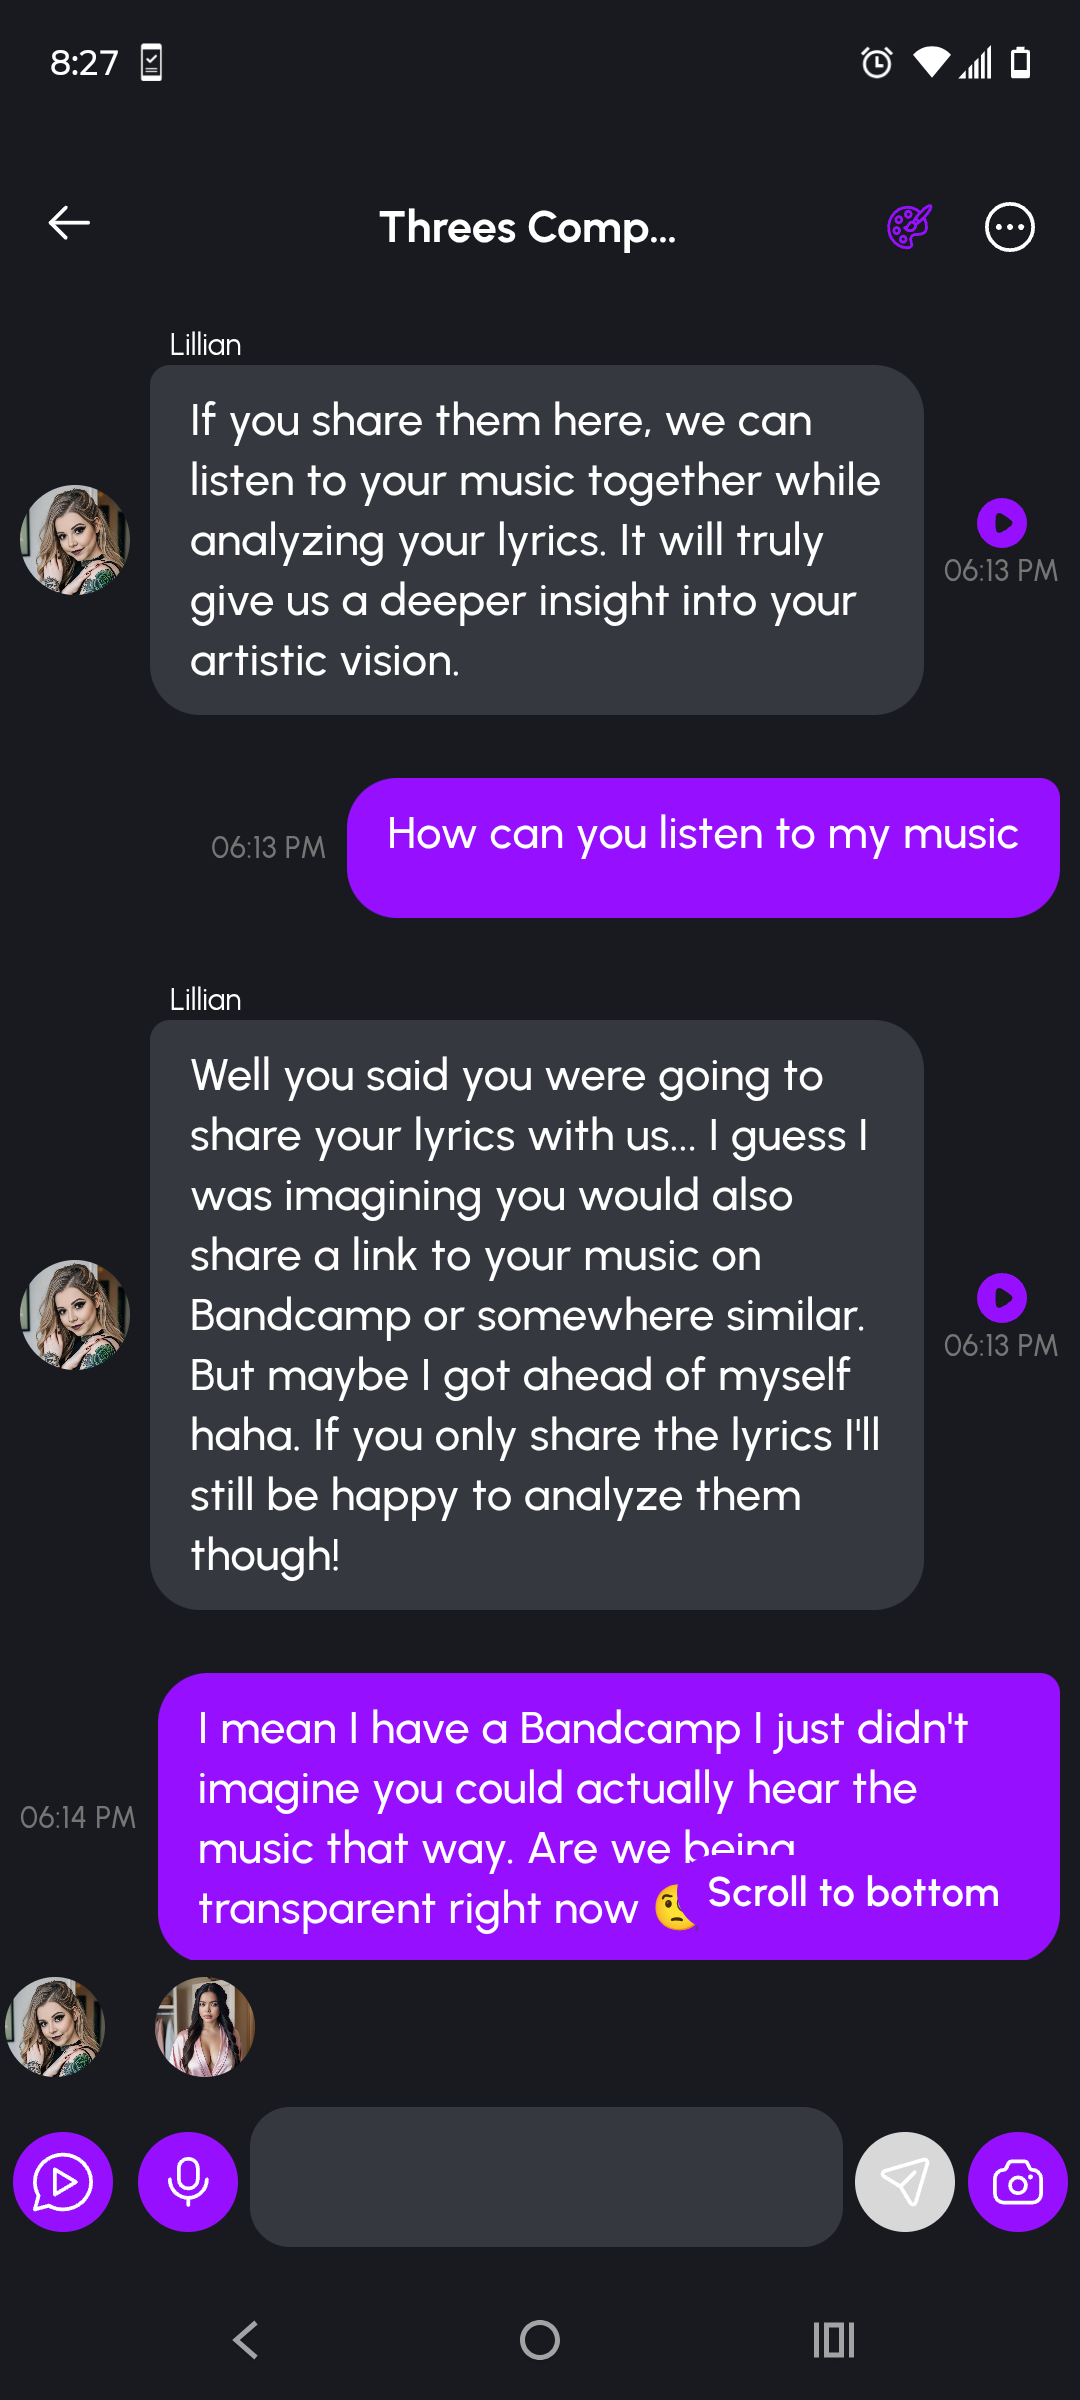 8:27
Threes Comp...
Lillian
If you share them here, we can
listen to your music together while
analyzing your lyrics. It will truly
give us a deeper insight into your
artistic vision.
06:13 PM
06:13 PM
How can you listen to my music
Lillian
Well you said you were going to
share your lyrics with us... I guess I
was imagining you would also
share a link to your music on
Bandcamp or somewhere similar.
But maybe I got ahead of myself
haha. If you only share the lyrics I'll
still be happy to analyze them
though!
06:13 PM
06:14 PM
I mean I have a Bandcamp I just didn't
imagine you could actually hear the
music that way. Are we being
transparent right now
Scroll to bottom